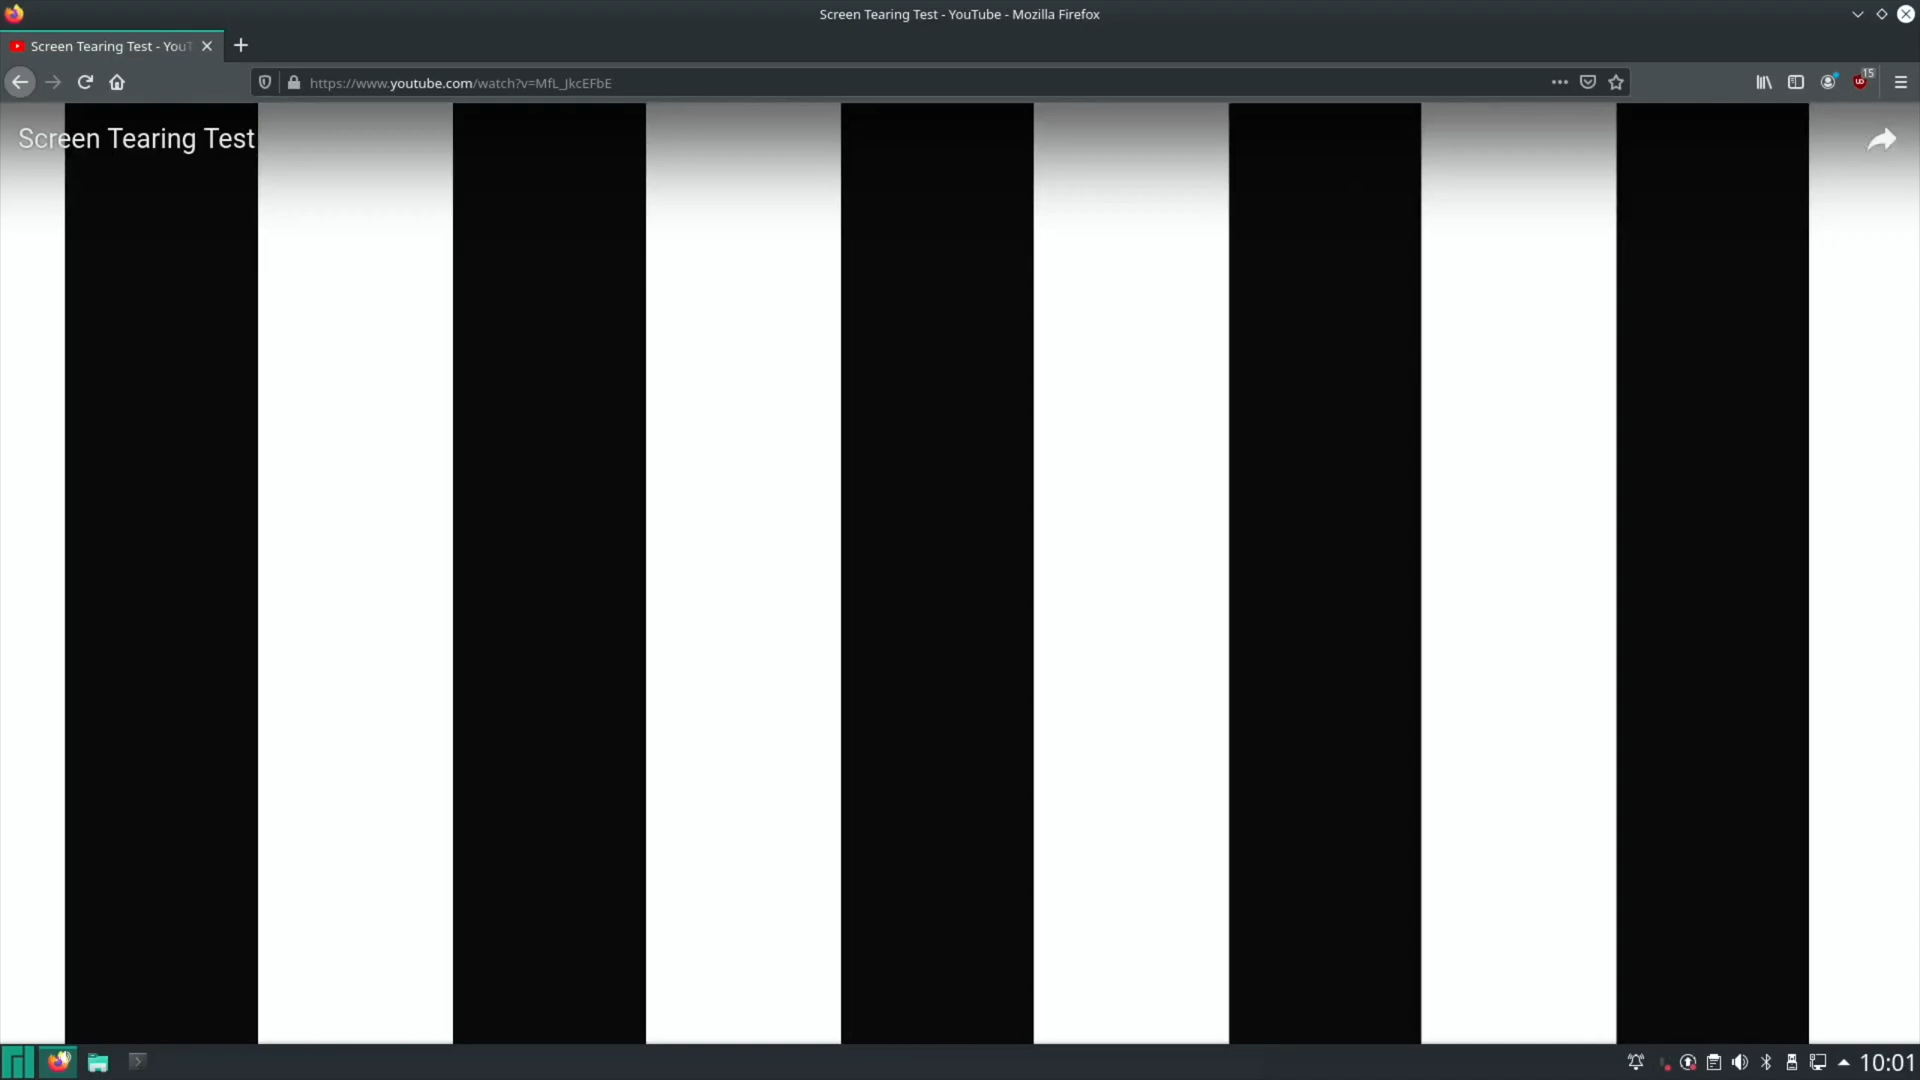 Screen Tearing Test - YouTube - Mozilla Firefox
Screen Tearing Test - YouT
https://www.youtube.com/watch?v=MfL_JkcEFbE
15
Screen Tearing Test
10:01